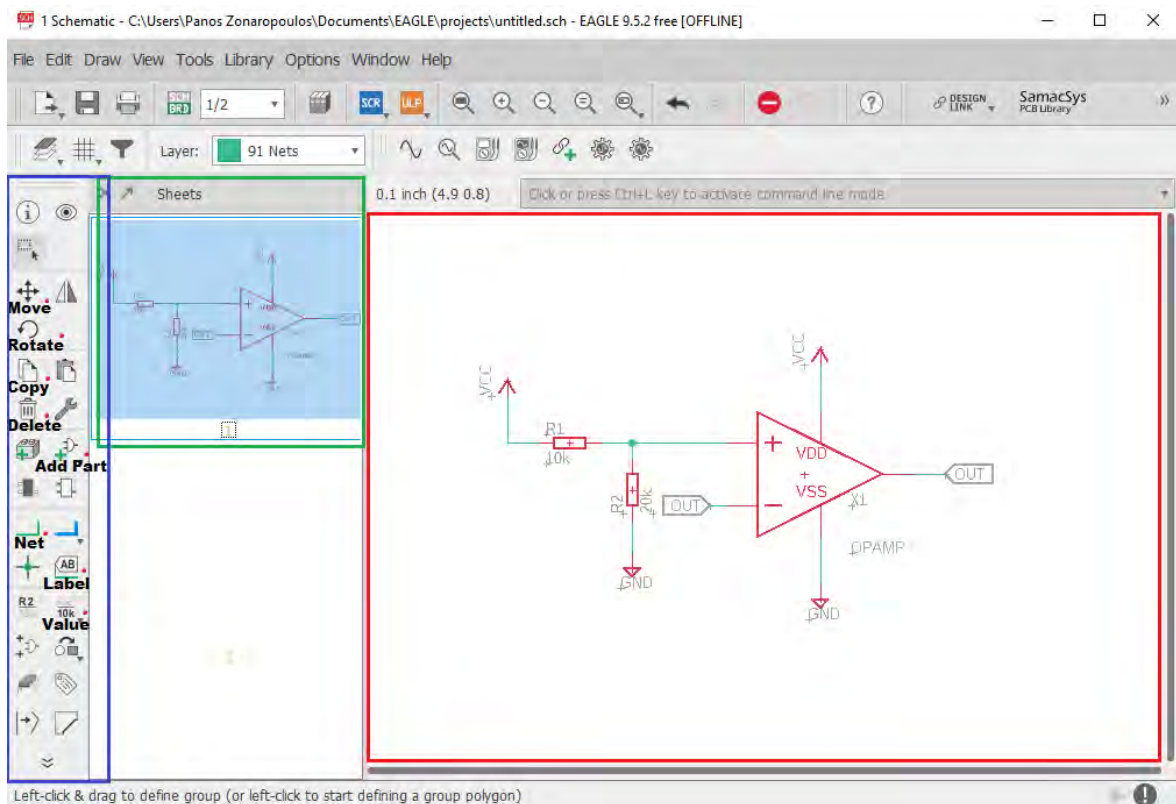 1 Schematic - C:\Users\Panos Zonaropoulos\Documents\EAGLE\projects\untitled.sch - EAGLE 9.5.2 free [OFFLINE]
File Edit Draw View Tools Library Options Window Help
SCH BRD 1/2 SCR ULP ? DESIGN LINK SamacSys PCB Library »
Layer: 91 Nets
Sheets
0.1 inch (4.9 0.8) Click or press Ctrl+L key to activate command line mode
Move
Rotate
Copy
Delete
Add Part
Net
AB
Label
R2
10k
Value
1
VCC
VCC
R1
10k
R2
20k
OUT
VDD
VSS
X1
OUT
OPAMP
GND
GND
Left-click & drag to define group (or left-click to start defining a group polygon)